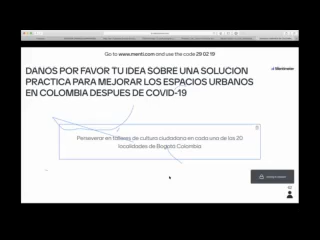 Go to www.menti.com and use the code 29 02 19
Mentimeter
DANOS POR FAVOR TU IDEA SOBRE UNA SOLUCION
PRACTICA PARA MEJORAR LOS ESPACIOS URBANOS
EN COLOMBIA DESPUES DE COVID-19
Perseverar en talleres de cultura ciudadana en cada una de las 20
localidades de Bogotá Colombia